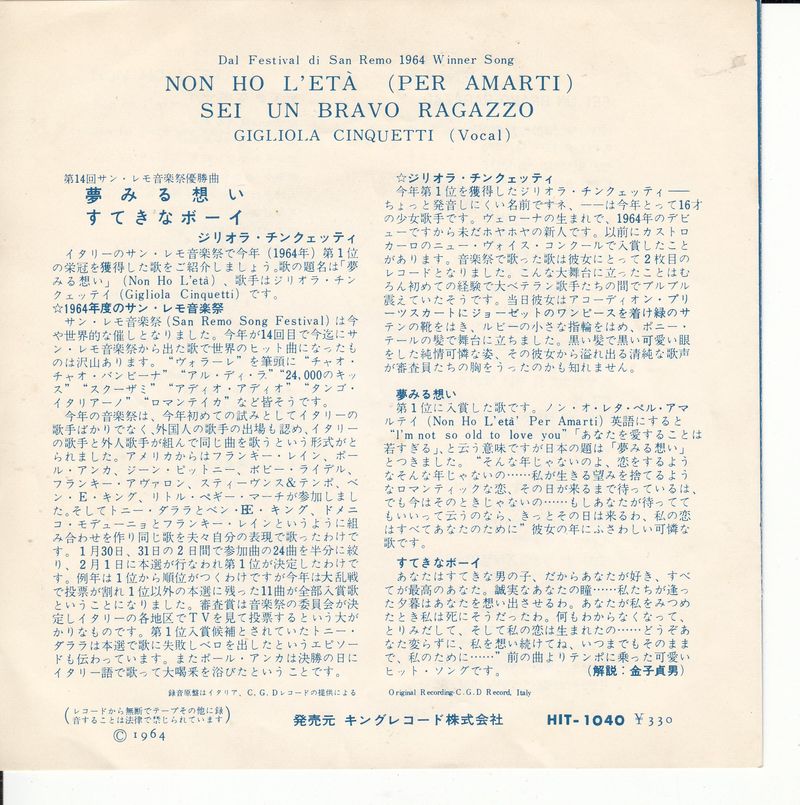 Dal Festival di San Remo 1964 Winner Song
NON HO L'ETÀ (PER AMARTI)
SEI UN BRAVO RAGAZZO
GIGLIOLA CINQUETTI (Vocal)
第14回サン・レモ音楽祭優勝曲
夢みる想い
すてきなボーイ
ジリオラ・チンクェッティ
イタリーのサン・レモ音楽祭で今年(1964年)第1位
の栄冠を獲得した歌をご紹介しましょう。歌の題名は「夢
みる想い」(Non Ho L'età)、歌手はジリオラ・チン
クェッテイ(Gigliola Cinquetti)です。
☆1964年度のサン・レモ音楽祭
サン・レモ音楽祭(San Remo Song Festival)は今
や世界的な催しとなりました。今年が14回目で今迄にサ
ン・レモ音楽祭から出た歌で世界のヒット曲になったも
のは沢山あります。“ヴォラーレ”を筆頭に“チャオ・
チャオ・バンビーナ”“アル・ディ・ラ”“24,000のキッ
ス”“スクーザミ”“アディオ・アディオ”“タンゴ・
イタリアーノ”“ロマンテイカ”など皆そうです。
今年の音楽祭は、今年初めての試みとしてイタリーの
歌手ばかりでなく、外国人の歌手の出場も認め、イタリー
の歌手と外人歌手が組んで同じ曲を歌うという形式がと
られました。アメリカからはフランキー・レイン、ポー
ル・アンカ、ジーン・ピットニー、ボビー・ライデル、
フランキー・アヴァロン、スティーヴンス&テンポ、ベ
ン・E・キング、リトル・ペギー・マーチが参加しまし
た。そしてトニー・ダララとベン・E・キング、ドメニ
コ・モデューニョとフランキー・レインというように組
み合わせを作り同じ歌を夫々自分の表現で歌ったわけで
す。1月30日、31日の2日間で参加曲の24曲を半分に絞
り、2月1日に本選が行なわれ第1位が決定したわけで
す。例年は1位から順位がつくわけですが今年は大乱戦
で投票が割れ1位以外の本選に残った11曲が全部入賞歌
ということになりました。審査員は音楽祭の委員会が決
定しイタリーの各地区でTVを見て投票するという大が
かりなものです。第1位入賞候補とされていたトニー・
ダララは本選で歌に失敗しベロを出したというエピソー
ドも伝わっています。またポール・アンカは決勝の日に
イタリー語で歌って大喝采を浴びたということです。
☆ジリオラ・チンクェッティ
今年第1位を獲得したジリオラ・チンクェッティ——
ちょっと発音しにくい名前ですネ、——は今年とって16才
の少女歌手です。ヴェローナの生まれで、1964年のデビ
ューですから未だホヤホヤの新人です。以前にカストロ
カーロのニュー・ヴォイス・コンクールで入賞したこと
があります。音楽祭で歌った歌は彼女にとって2枚目の
レコードとなりました。こんな大舞台に立ったことはむ
ろん初めての経験で大ベテラン歌手たちの間でブルブル
震えていたそうです。当日彼女はアコーディオン・プリ
ーツスカートにジョーゼットのワンピースを着け緑のサ
テンの靴をはき、ルビーの小さな指輪をはめ、ポニー・
テールの髪で舞台に立ちました。黒い髪で黒い可愛い眼
をした純情可憐な姿、その彼女から溢れ出る清純な歌声
が審査員たちの胸をうったのかも知れません。
夢みる想い
第1位に入賞した歌です。ノン・オ・レタ・ペル・アマ
ルテイ(Non Ho L'eta' Per Amarti)英語にすると
“I'm not so old to love you”「あなたを愛することは
若すぎる」、と云う意味ですが日本の題は「夢みる想い」
とつきました。“そんな年じゃないのよ、恋をするよう
なそんな年じゃないの……私が生きる望みを捨てるよう
なロマンティックな恋、その日が来るまで待っているは、
でも今はそのときじゃないの……もしあなたが待ってて
もいいって云うのなら、きっとその日は来るわ、私の恋
はすべてあなたのために”彼女の年にふさわしい可憐な
歌です。
すてきなボーイ
あなたはすてきな男の子、だからあなたが好き、すべ
てが最高のあなた。誠実なあなたの瞳……私たちが逢っ
た夕暮はあなたを想い出させるわ。あなたが私をみつめ
たとき私は死にそうだったわ。何もわからなくなって、
とりみだして、そして私の恋は生まれたの……どうぞあ
なた変らずに、私を想い続けてね、いつまでもそのまま
で、私のために……”前の曲よりテンポに乗った可愛い
ヒット・ソングです。(解説:金子貞男)
録音原盤はイタリア、C.G.Dレコードの提供による
Original Recording-C.G.D Record, Italy
(レコードから無断でテープその他に録
音することは法律で禁じられています)
© 1964
発売元 キングレコード株式会社
HIT-1040 ¥330